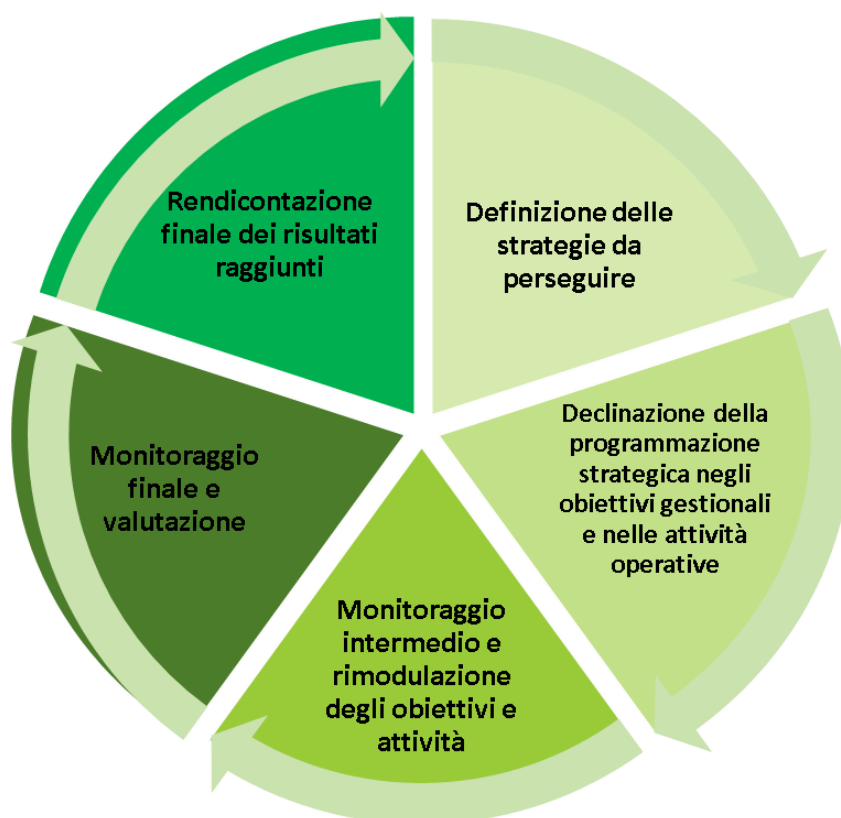 Rendicontazione
finale dei risultati
raggiunti
Definizione delle
strategie da
perseguire
Declinazione della
programmazione
strategica negli
obiettivi gestionali
e nelle attività
operative
Monitoraggio
intermedio e
rimodulazione
degli obiettivi e
attività
Monitoraggio
finale e
valutazione